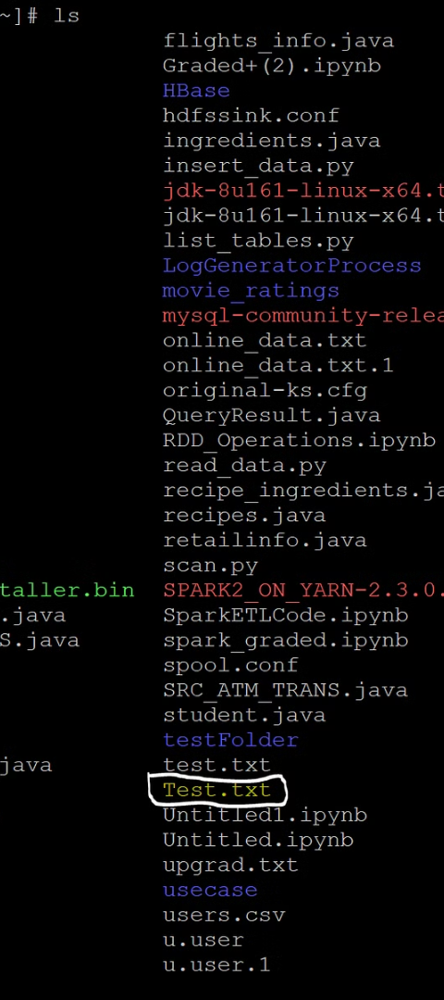 ~]# ls
flights_info.java
Graded+(2).ipynb
HBase
hdfssink.conf
ingredients.java
insert_data.py
jdk-8u161-linux-x64.t
jdk-8u161-linux-x64.t
list_tables.py
LogGeneratorProcess
movie_ratings
mysql-community-relea
online_data.txt
online_data.txt.1
original-ks.cfg
QueryResult.java
RDD_Operations.ipynb
read_data.py
recipe_ingredients.ja
recipes.java
retailinfo.java
scan.py
taller.bin SPARK2_ON_YARN-2.3.0.
.java SparkETLCode.ipynb
S.java spark_graded.ipynb
spool.conf
SRC_ATM_TRANS.java
student.java
testFolder
java test.txt
Test.txt
Untitled1.ipynb
Untitled.ipynb
upgrad.txt
usecase
users.csv
u.user
u.user.1